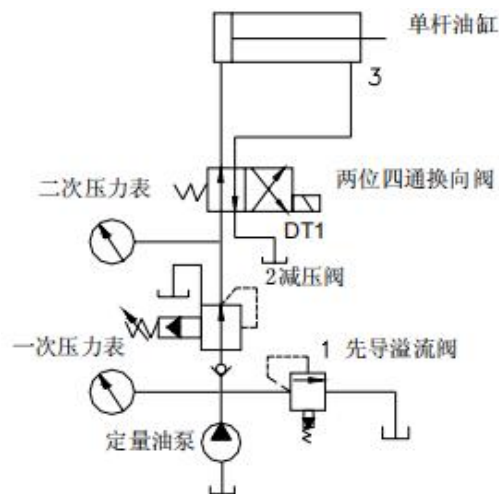 单杆油缸
3
二次压力表
两位四通换向阀
DT1
2减压阀
一次压力表
1 先导溢流阀
定量油泵